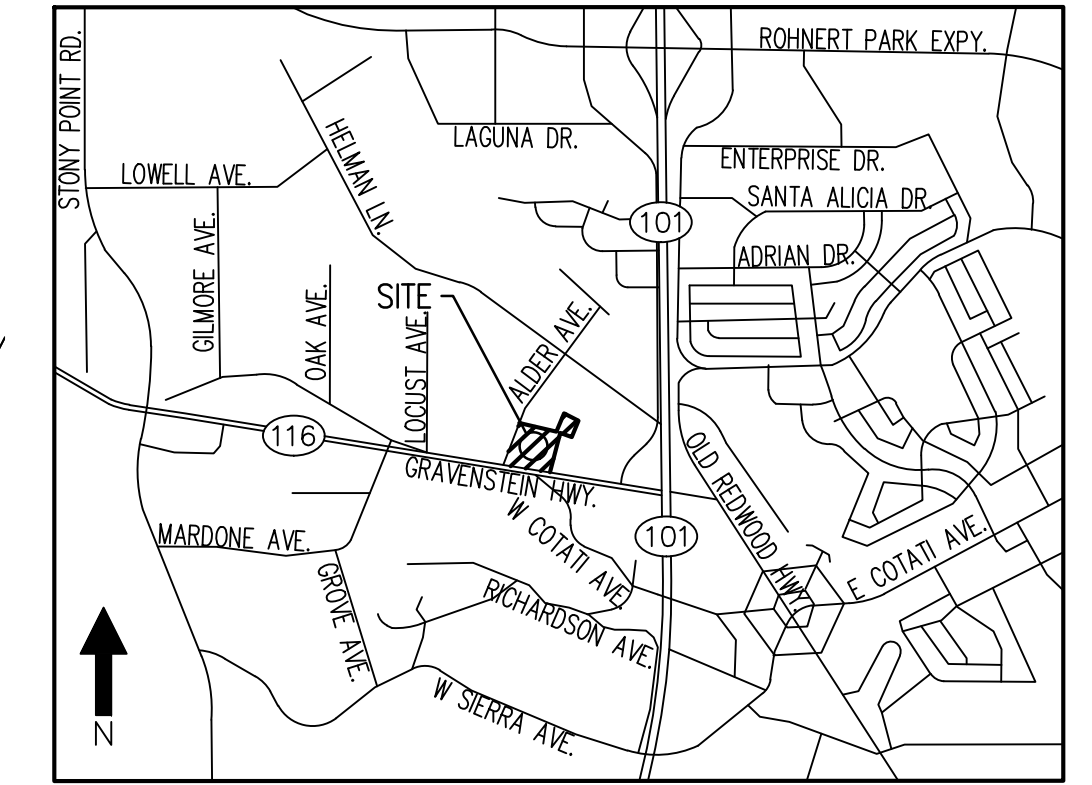 ROHNERT PARK EXPY.
STONY POINT RD.
LAGUNA DR.
HELMAN LN.
ENTERPRISE DR.
LOWELL AVE.
SANTA ALICIA DR.
101
GILMORE AVE.
ADRIAN DR.
OAK AVE.
SITE
LOCUST AVE.
ALDER AVE.
116
GRAVENSTEIN HWY.
OLD REDWOOD HWY.
W COTATI AVE.
101
MARDONE AVE.
E COTATI AVE.
GROVE AVE.
RICHARDSON AVE.
W SIERRA AVE.
N